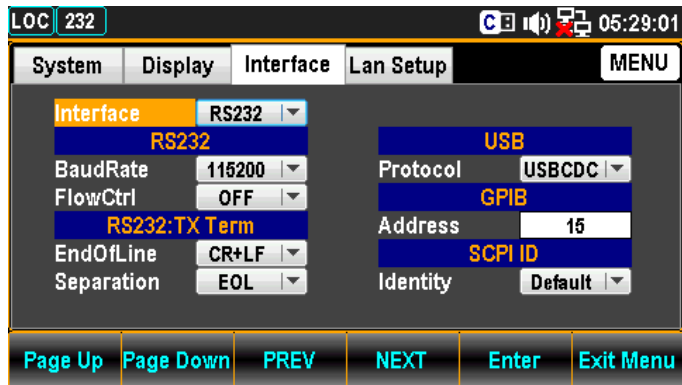 LOC 232 C 05:29:01
System Display Interface Lan Setup MENU
Interface RS232
RS232 USB
BaudRate 115200 Protocol USBCDC
FlowCtrl OFF GPIB
RS232:TX Term Address 15
EndOfLine CR+LF SCPI ID
Separation EOL Identity Default
Page Up Page Down PREV NEXT Enter Exit Menu